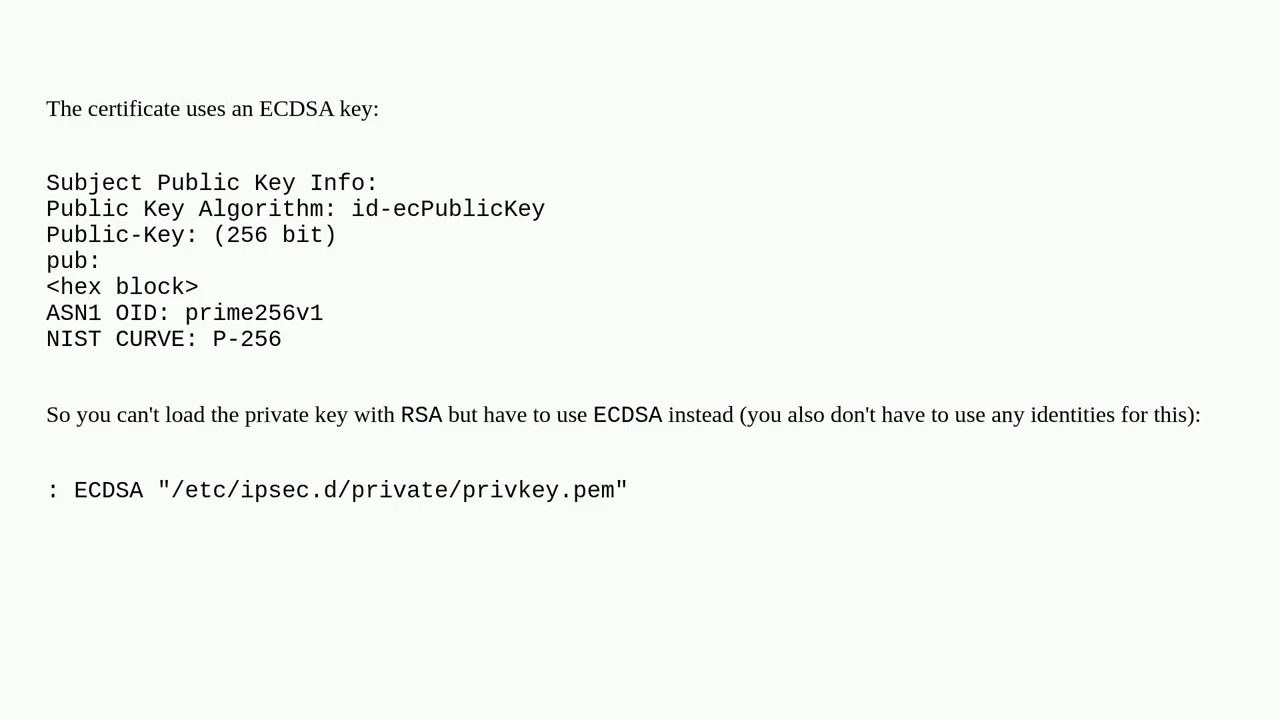 The certificate uses an ECDSA key:
Subject Public Key Info:
Public Key Algorithm: id-ecPublicKey
Public-Key: (256 bit)
pub:
<hex block>
ASN1 OID: prime256v1
NIST CURVE: P-256
So you can't load the private key with RSA but have to use ECDSA instead (you also don't have to use any identities for this):
: ECDSA "/etc/ipsec.d/private/privkey.pem"